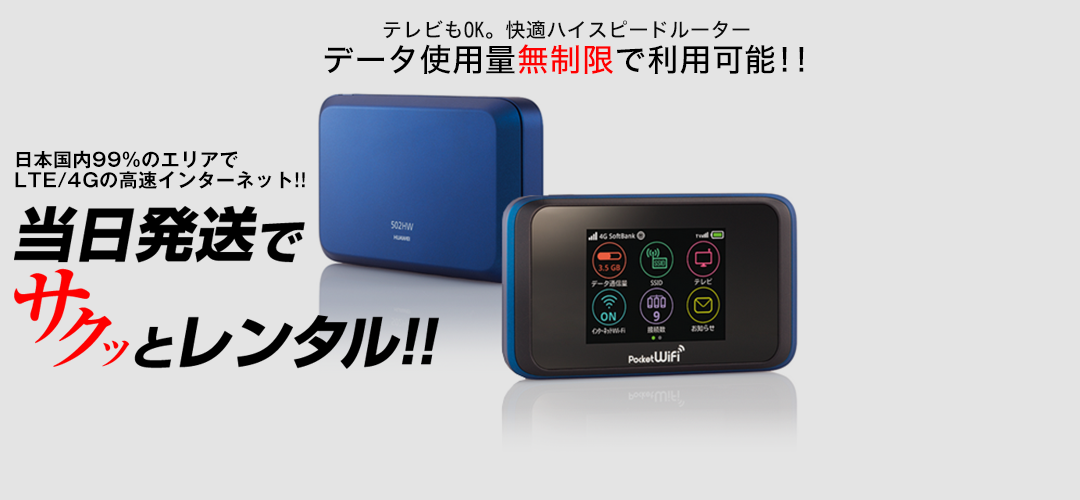 テレビもOK。快適ハイスピードルーター
データ使用量無制限で利用可能!!
日本国内99%のエリアで
LTE/4Gの高速インターネット!!
当日発送で
サクッとレンタル!!
502HW
HUAWEI
4G SoftBank
TV
3.5 GB
データ通信量
SSID
SSID
テレビ
ON
インターネットWi-Fi
9
接続数
お知らせ
Pocket WiFi